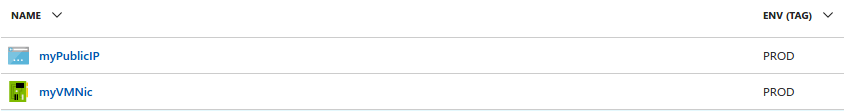 NAME ENV (TAG)
myPublicIP PROD
myVMNic PROD